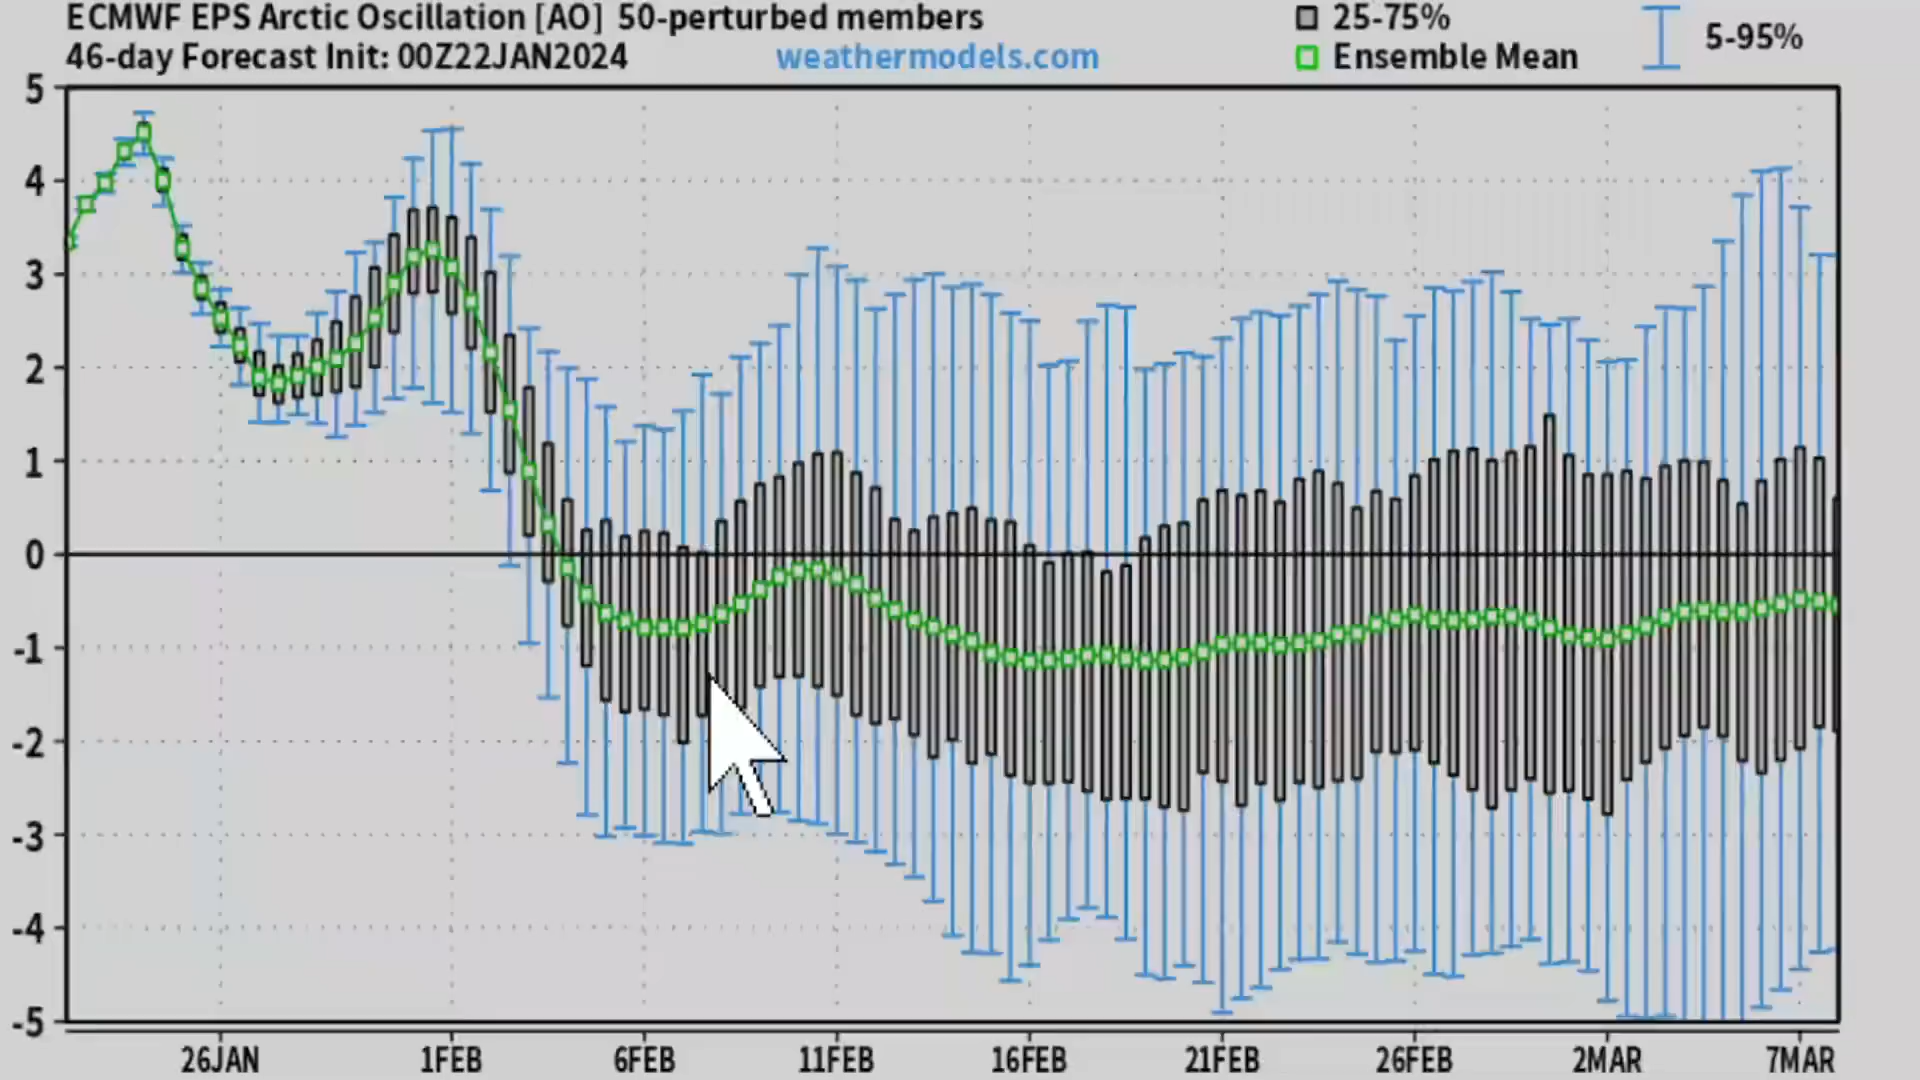 ECMWF EPS Arctic Oscillation [AO] 50-perturbed members
46-day Forecast Init: 00Z22JAN2024
weathermodels.com
25-75%
Ensemble Mean
5-95%
5
4
3
2
1
0
-1
-2
-3
-4
-5
26JAN 1FEB 6FEB 11FEB 16FEB 21FEB 26FEB 2MAR 7MAR